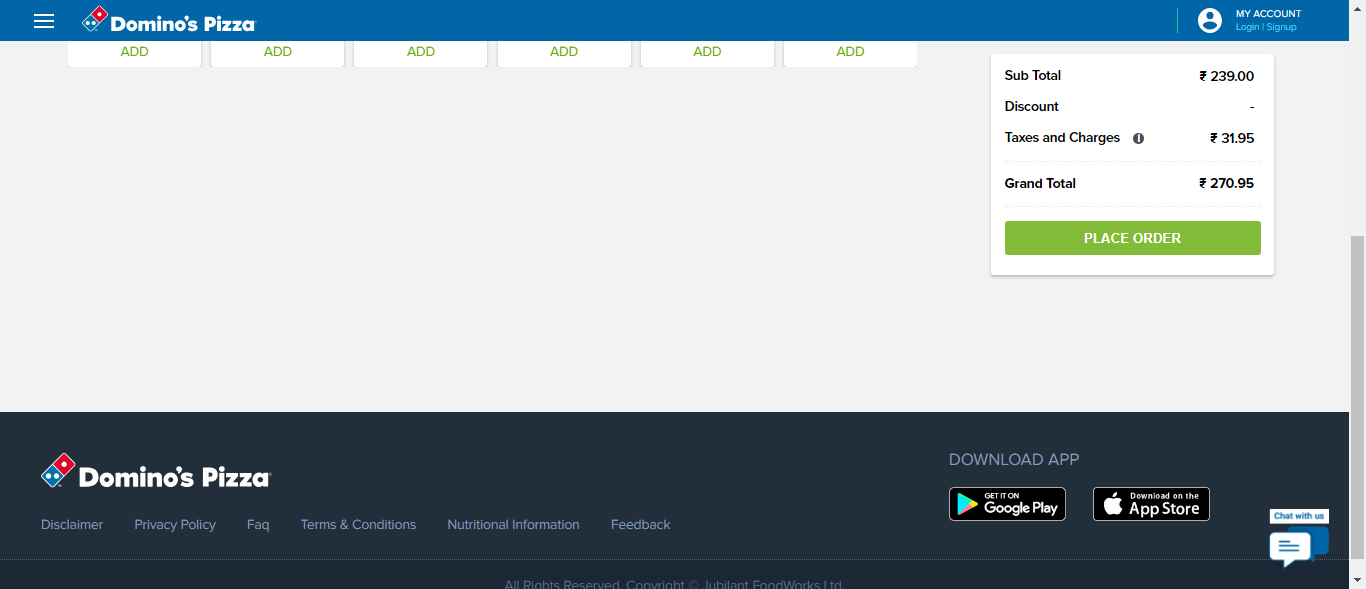 Domino's Pizza
MY ACCOUNT
Login | Signup
ADD ADD ADD ADD ADD ADD
Sub Total ₹ 239.00
Discount -
Taxes and Charges ₹ 31.95
Grand Total ₹ 270.95
PLACE ORDER
Domino's Pizza
Disclaimer Privacy Policy Faq Terms & Conditions Nutritional Information Feedback
DOWNLOAD APP
GET IT ON
Google Play
Download on the
App Store
Chat with us
All Rights Reserved. Copyright © Jubilant FoodWorks Ltd.